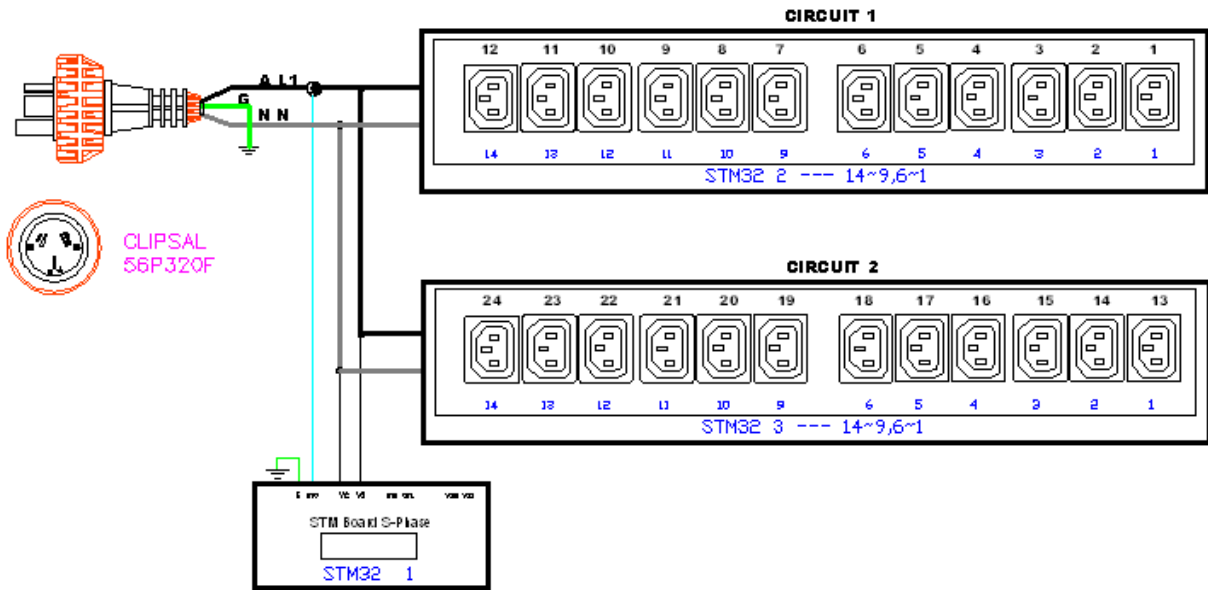 CIRCUIT 1
12 11 10 9 8 7 6 5 4 3 2 1
A L1
G
N N
14 13 12 11 10 9 6 5 4 3 2 1
STM32 2 --- 14~9,6~1
CLIPSAL
56P320F
CIRCUIT 2
24 23 22 21 20 19 18 17 16 15 14 13
14 13 12 11 10 9 6 5 4 3 2 1
STM32 3 --- 14~9,6~1
STM Board S-Phase
STM32 1